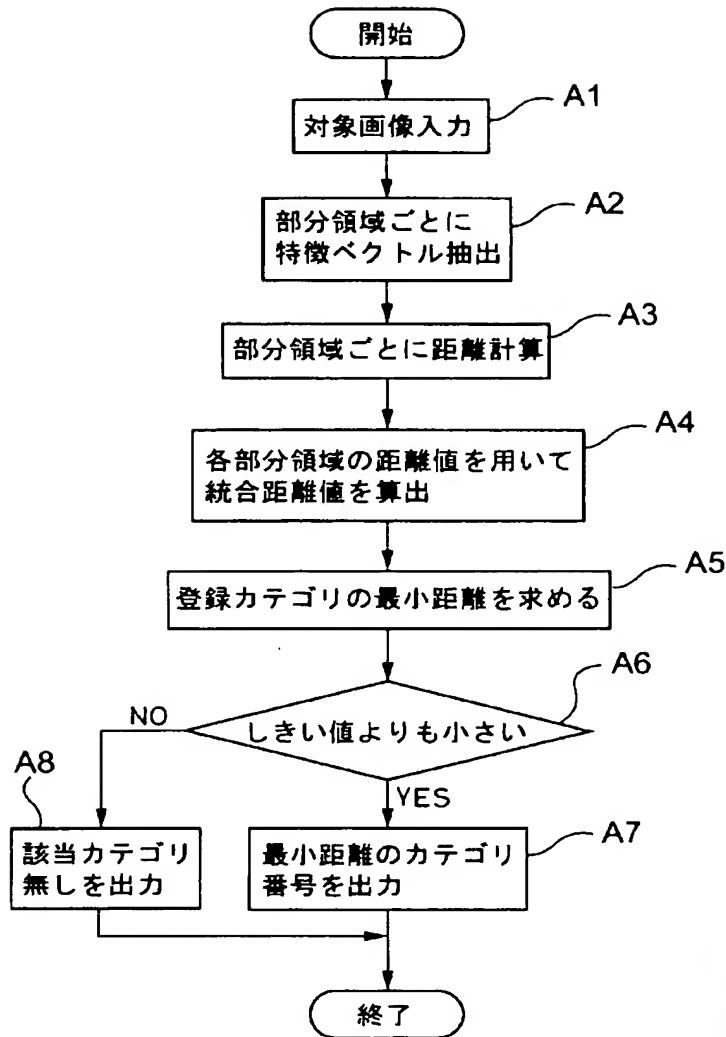 開始
A1
対象画像入力
A2
部分領域ごとに
特徴ベクトル抽出
A3
部分領域ごとに距離計算
A4
各部分領域の距離値を用いて
統合距離値を算出
A5
登録カテゴリの最小距離を求める
A6
しきい値よりも小さい
NO
YES
A8
該当カテゴリ
無しを出力
A7
最小距離のカテゴリ
番号を出力
終了